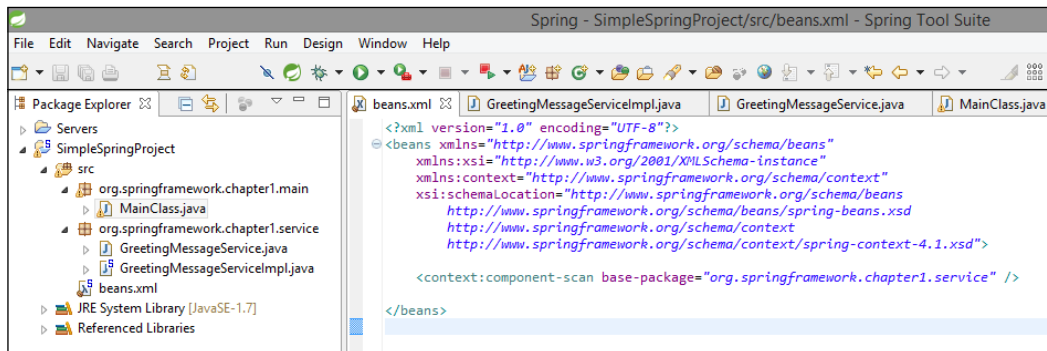 Spring - SimpleSpringProject/src/beans.xml - Spring Tool Suite
File Edit Navigate Search Project Run Design Window Help
Package Explorer
beans.xml GreetingMessageServiceImpl.java GreetingMessageService.java MainClass.java
Servers
SimpleSpringProject
src
org.springframework.chapter1.main
MainClass.java
org.springframework.chapter1.service
GreetingMessageService.java
GreetingMessageServiceImpl.java
beans.xml
JRE System Library [JavaSE-1.7]
Referenced Libraries
<?xml version="1.0" encoding="UTF-8"?>
<beans xmlns="http://www.springframework.org/schema/beans"
xmlns:xsi="http://www.w3.org/2001/XMLSchema-instance"
xmlns:context="http://www.springframework.org/schema/context"
xsi:schemaLocation="http://www.springframework.org/schema/beans
http://www.springframework.org/schema/beans/spring-beans.xsd
http://www.springframework.org/schema/context
http://www.springframework.org/schema/context/spring-context-4.1.xsd">
<context:component-scan base-package="org.springframework.chapter1.service" />
</beans>